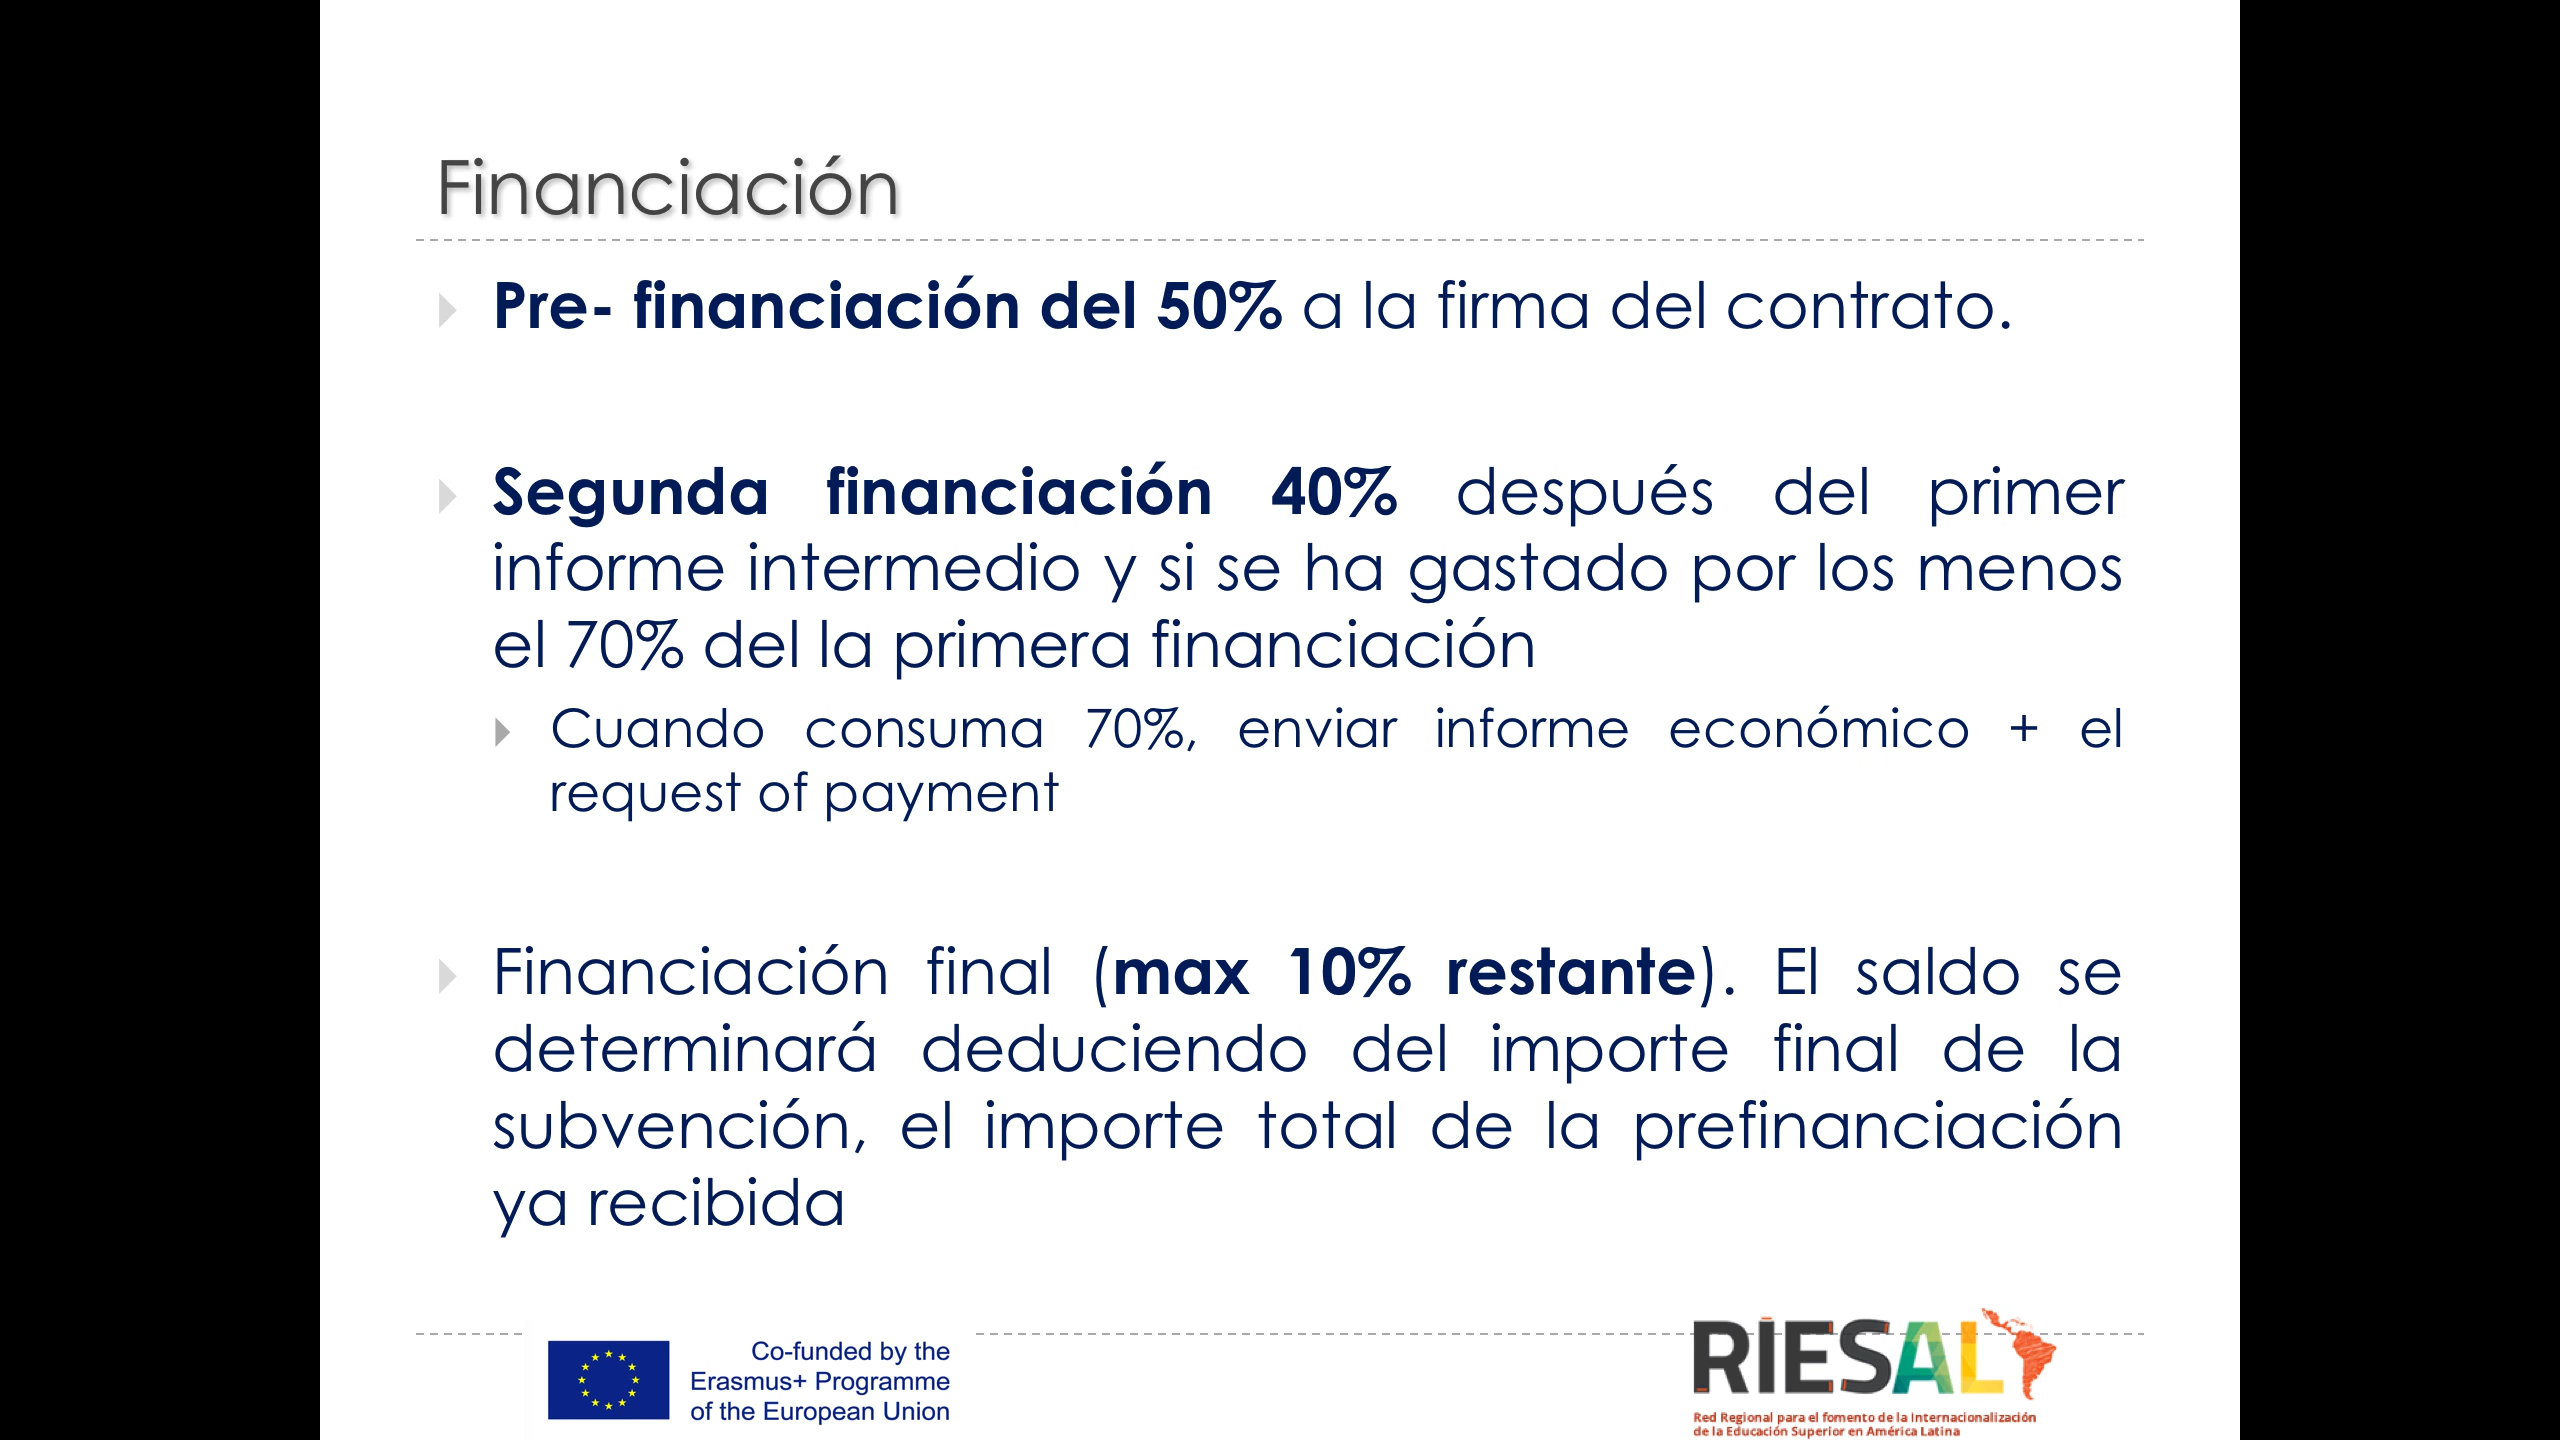 Financiación
Pre- financiación del 50% a la firma del contrato.
Segunda financiación 40% después del primer
informe intermedio y si se ha gastado por los menos
el 70% del la primera financiación
Cuando consuma 70%, enviar informe económico + el
request of payment
Financiación final (max 10% restante). El saldo se
determinará deduciendo del importe final de la
subvención, el importe total de la prefinanciación
ya recibida
Co-funded by the
Erasmus+ Programme
of the European Union
RIESAL
Red Regional para el fomento de la Internacionalización
de la Educación Superior en América Latina